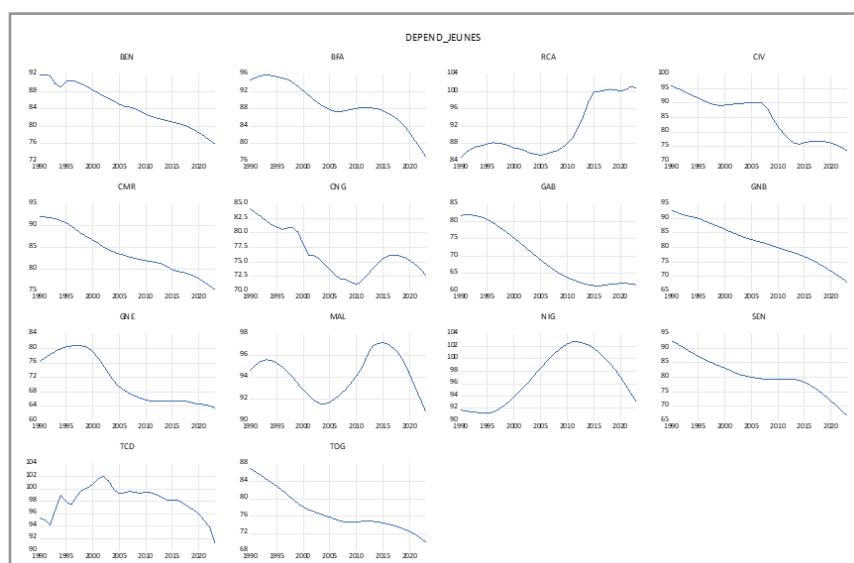 DEPEND_JEUNES
BEN BFA RCA CIV
92 96 104 100
88 92 100 95
84 88 96 90
80 84 92 85
76 80 88 80
72 76 84 75
70
1990 1995 2000 2005 2010 2015 2020 1990 1995 2000 2005 2010 2015 2020 1990 1995 2000 2005 2010 2015 2020 1990 1995 2000 2005 2010 2015 2020
CMR CNG GAB GNB
95 85.0 85 95
90 82.5 80 90
85 80.0 75 85
80 77.5 70 80
75 75.0 65 75
72.5 60 70
70.0 65
1990 1995 2000 2005 2010 2015 2020 1990 1995 2000 2005 2010 2015 2020 1990 1995 2000 2005 2010 2015 2020 1990 1995 2000 2005 2010 2015 2020
GNE MAL NIG SEN
84 98 104 95
80 96 102 90
76 94 100 85
72 92 98 80
68 90 96 75
64 94 70
60 92 65
90
1990 1995 2000 2005 2010 2015 2020 1990 1995 2000 2005 2010 2015 2020 1990 1995 2000 2005 2010 2015 2020 1990 1995 2000 2005 2010 2015 2020
TCD TOG
104 88
102 84
100 80
98 76
96 72
94 68
92
90
1990 1995 2000 2005 2010 2015 2020 1990 1995 2000 2005 2010 2015 2020